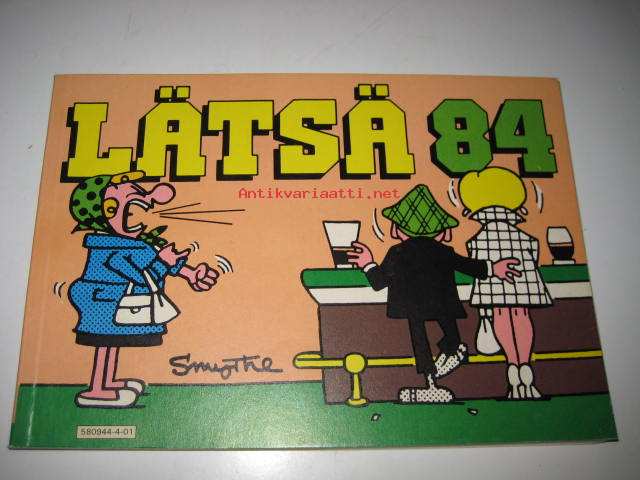 LÄTSÄ 84
Antikvariaatti.net
Smythe
580944-4-01